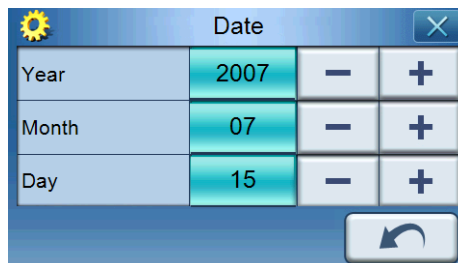 Date
Year 2007 − +
Month 07 − +
Day 15 − +